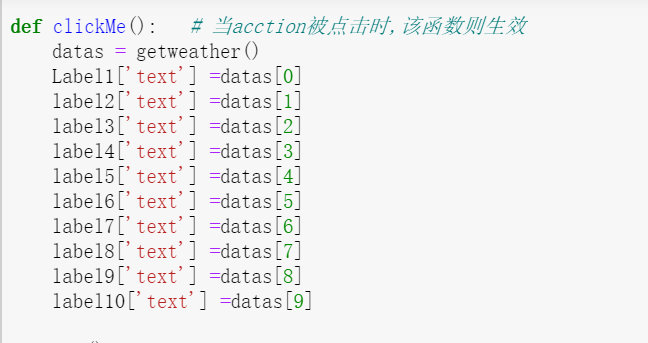 def clickMe():   # 当acction被点击时,该函数则生效
    datas = getweather()
    Label1['text'] =datas[0]
    label2['text'] =datas[1]
    label3['text'] =datas[2]
    label4['text'] =datas[3]
    label5['text'] =datas[4]
    label6['text'] =datas[5]
    label7['text'] =datas[6]
    label8['text'] =datas[7]
    label9['text'] =datas[8]
    label10['text'] =datas[9]